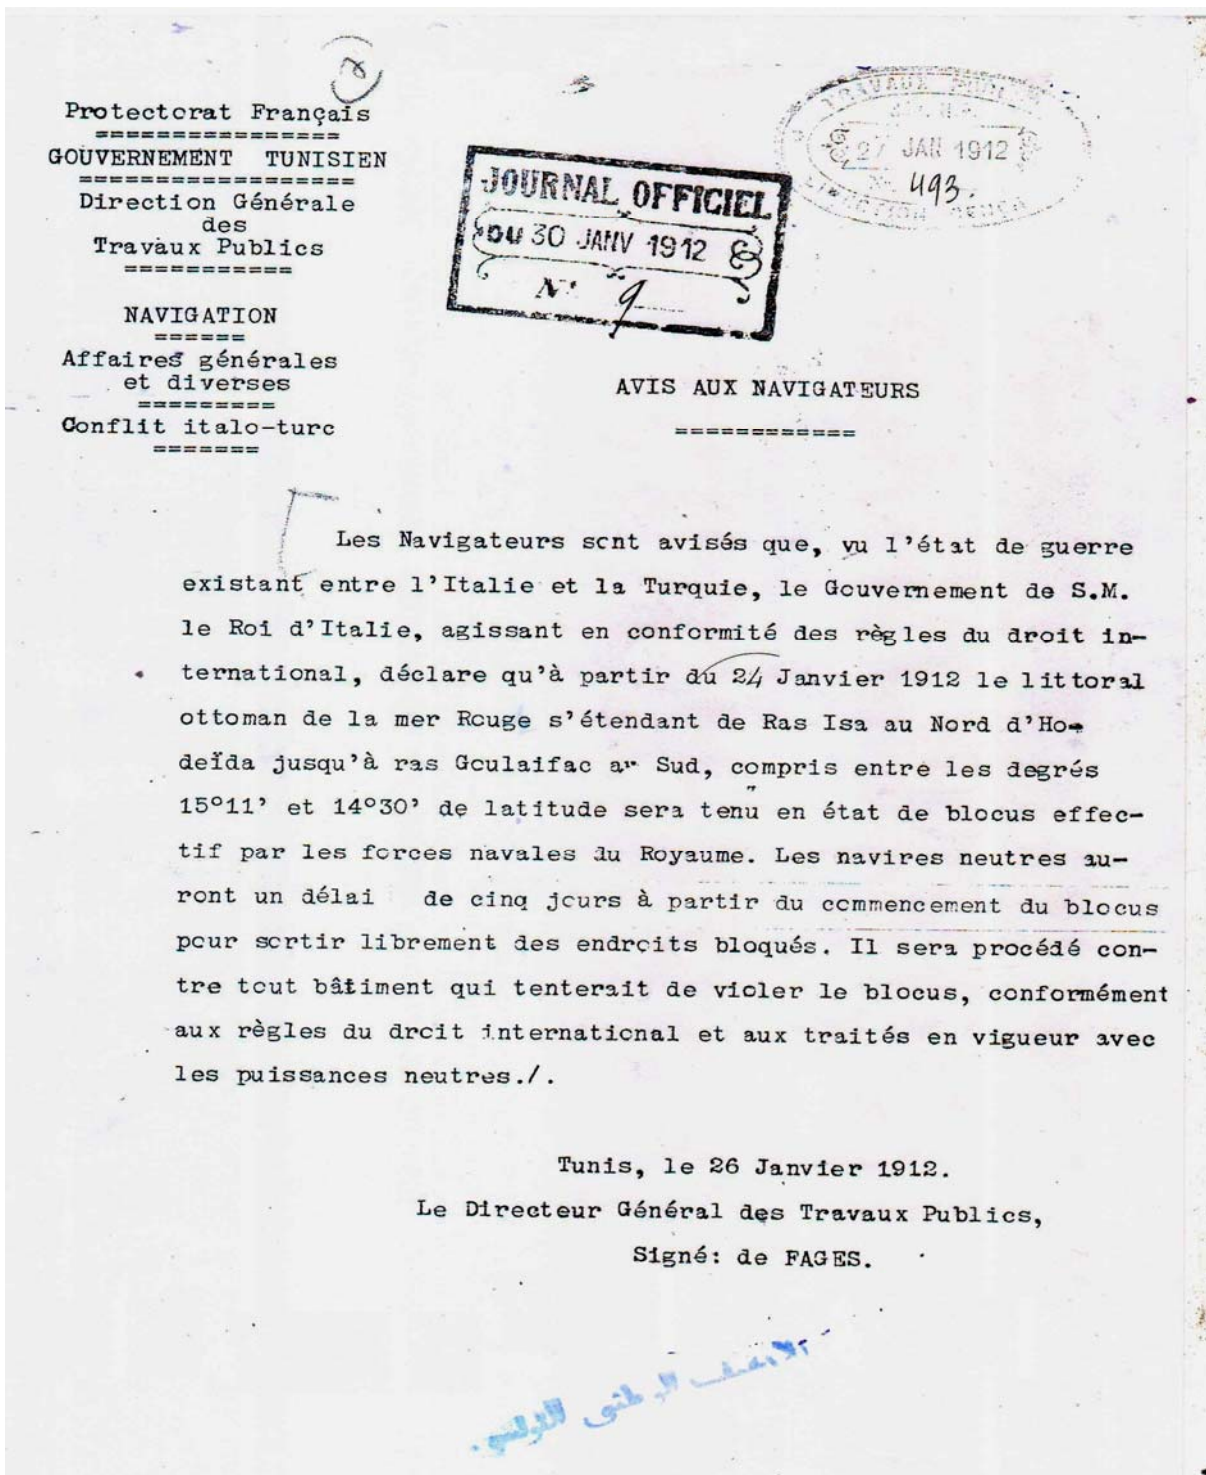 Protectorat Français
=================
GOUVERNEMENT TUNISIEN
==================
Direction Générale
des
Travaux Publics
===========
NAVIGATION
======
Affaires générales
et diverses
=========
Conflit italo-turc
=======
TRAVAUX
27 JAN 1912
N° 493.
JOURNAL OFFICIEL
DU 30 JANV 1912
N° 9
AVIS AUX NAVIGATEURS
============
Les Navigateurs sont avisés que, vu l'état de guerre
existant entre l'Italie et la Turquie, le Gouvernement de S.M.
le Roi d'Italie, agissant en conformité des règles du droit in-
ternational, déclare qu'à partir du 24 Janvier 1912 le littoral
ottoman de la mer Rouge s'étendant de Ras Isa au Nord d'Ho-
deïda jusqu'à ras Goulaifac au Sud, compris entre les degrés
15°11' et 14°30' de latitude sera tenu en état de blocus effec-
tif par les forces navales du Royaume. Les navires neutres au-
ront un délai de cinq jours à partir du commencement du blocus
pour sortir librement des endroits bloqués. Il sera procédé con-
tre tout bâtiment qui tenterait de violer le blocus, conformément
aux règles du droit international et aux traités en vigueur avec
les puissances neutres./.
Tunis, le 26 Janvier 1912.
Le Directeur Général des Travaux Publics,
Signé: de FAGES.
الوطني التونسي